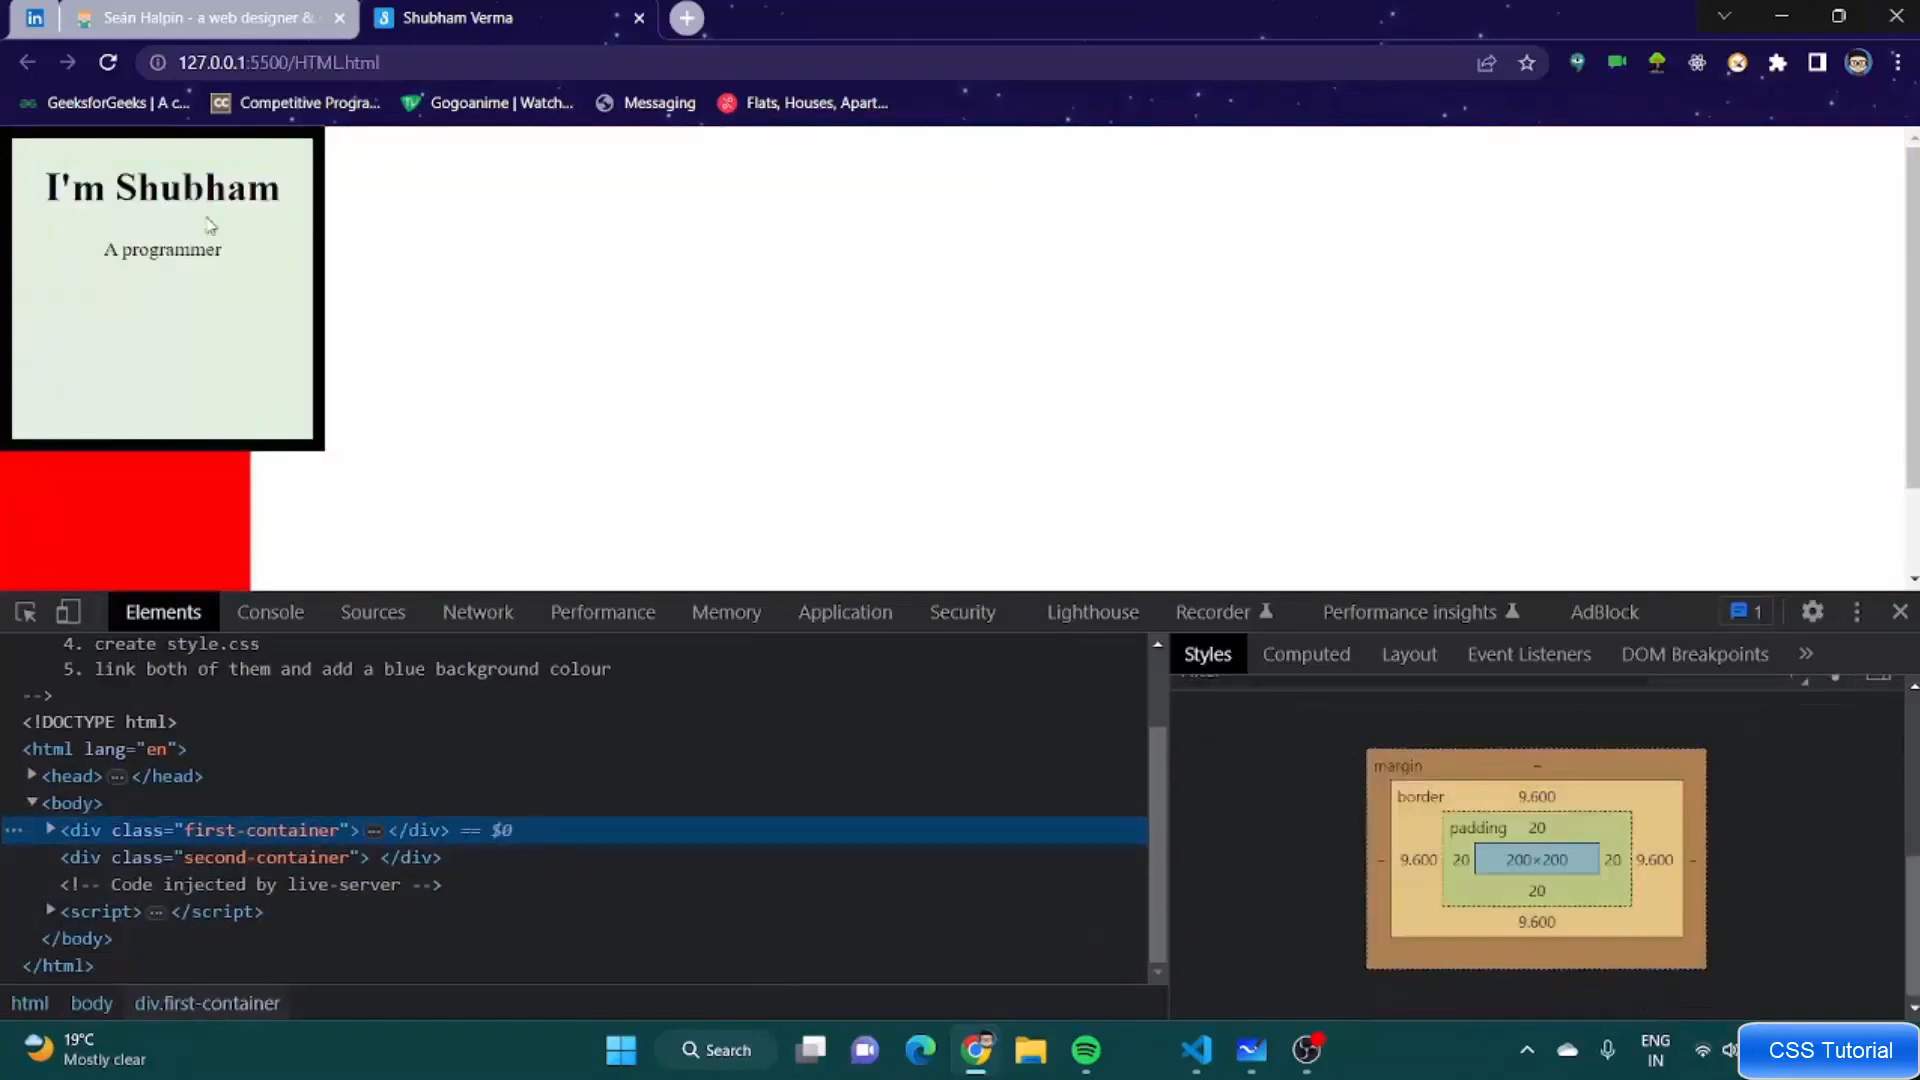 Seán Halpin - a web designer &
Shubham Verma
127.0.0.1:5500/HTML.html
GeeksforGeeks | A c...
CC
Competitive Progra...
Gogoanime | Watch...
Messaging
Flats, Houses, Apart...
I'm Shubham
A programmer
Elements
Console
Sources
Network
Performance
Memory
Application
Security
Lighthouse
Recorder
Performance insights
AdBlock
1
4. create style.css
5. link both of them and add a blue background colour
-->
<!DOCTYPE html>
<html lang="en">
<head> ... </head>
<body>
... <div class="first-container"> ... </div> == $0
<div class="second-container"> </div>
<!-- Code injected by live-server -->
<script> ... </script>
</body>
</html>
html body div.first-container
Styles
Computed
Layout
Event Listeners
DOM Breakpoints
margin –
border 9.600
padding 20
– 9.600 20 200×200 20 9.600 –
20
9.600
19°C
Mostly clear
Search
ENG
IN
CSS Tutorial